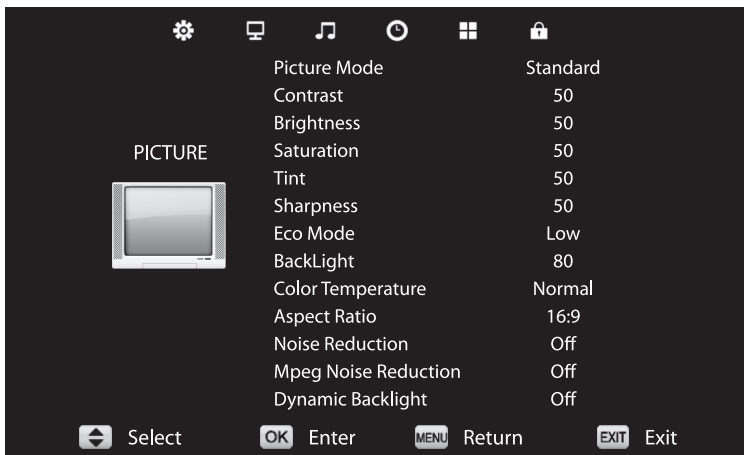 Picture Mode Standard
Contrast 50
Brightness 50
PICTURE
Saturation 50
Tint 50
Sharpness 50
Eco Mode Low
BackLight 80
Color Temperature Normal
Aspect Ratio 16:9
Noise Reduction Off
Mpeg Noise Reduction Off
Dynamic Backlight Off
Select OK Enter MENU Return EXIT Exit